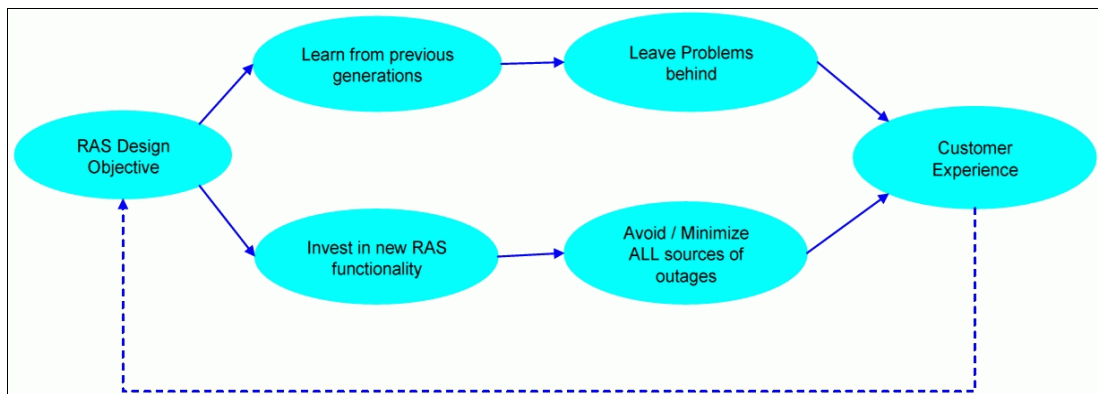 Learn from previous
generations
Leave Problems
behind
RAS Design
Objective
Customer
Experience
Invest in new RAS
functionality
Avoid / Minimize
ALL sources of
outages